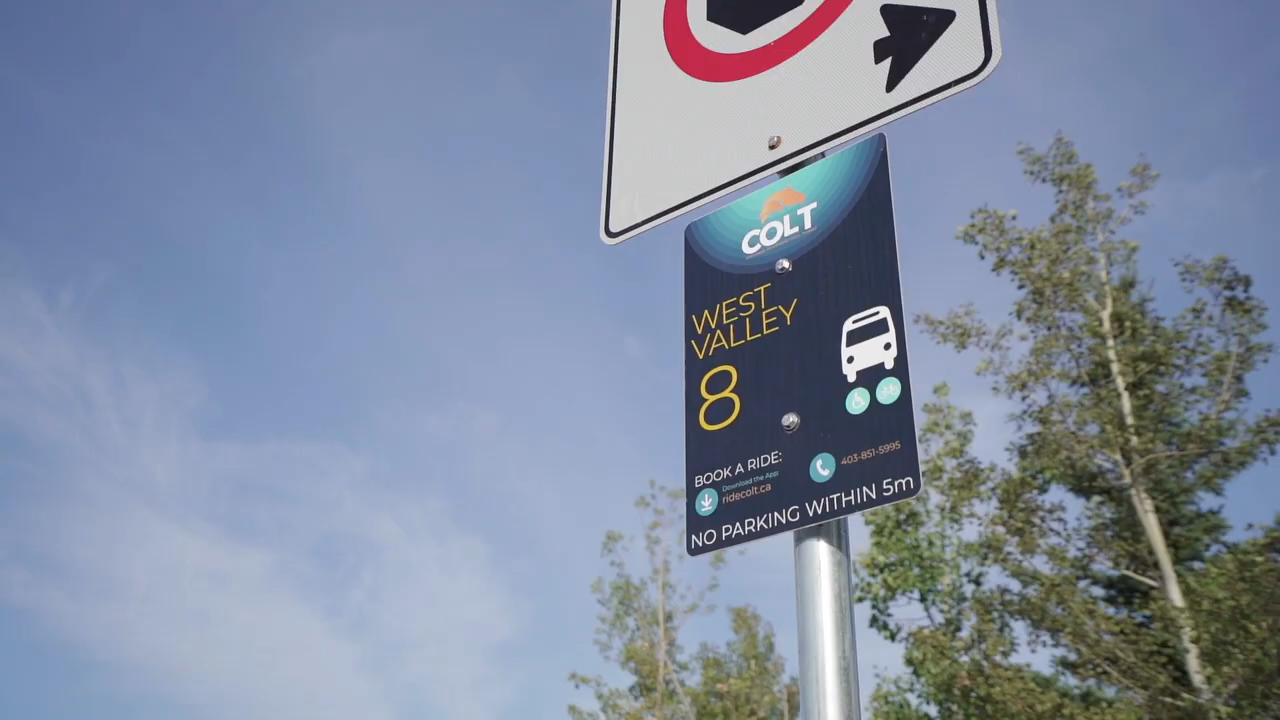 COLT
WEST
VALLEY
8
BOOK A RIDE:
Download the App!
ridecolt.ca
403-851-5995
NO PARKING WITHIN 5m